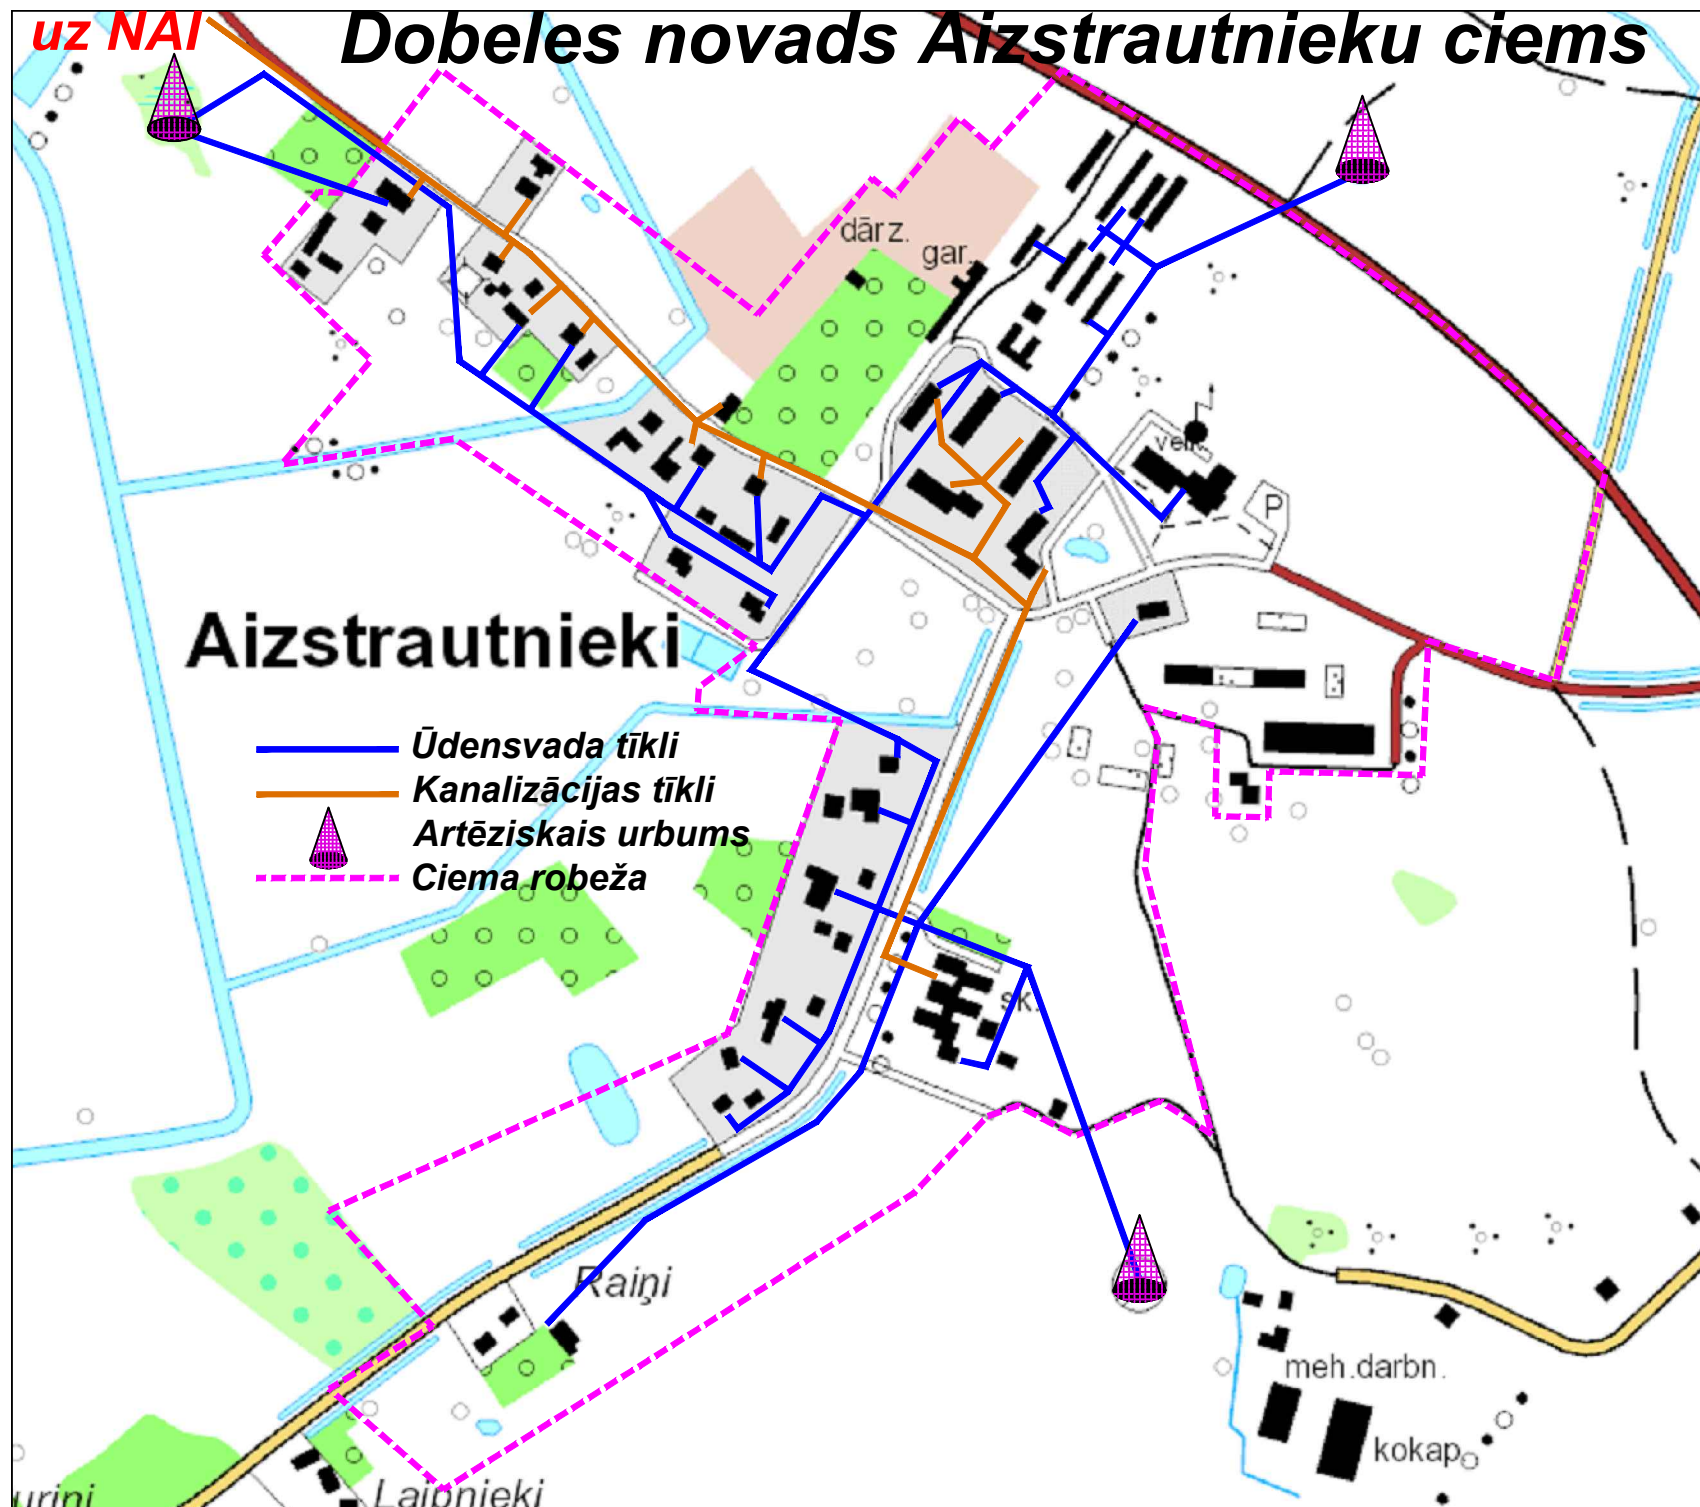 uz NAI
Dobeles novads Aizstrautnieku ciems
dārz.
gar.
P
Aizstrautnieki
Ūdensvada tīkli
Kanalizācijas tīkli
Artēziskais urbums
Ciema robeža
sk.
Raiņi
meh.darbn.
kokap.
Laipnieki